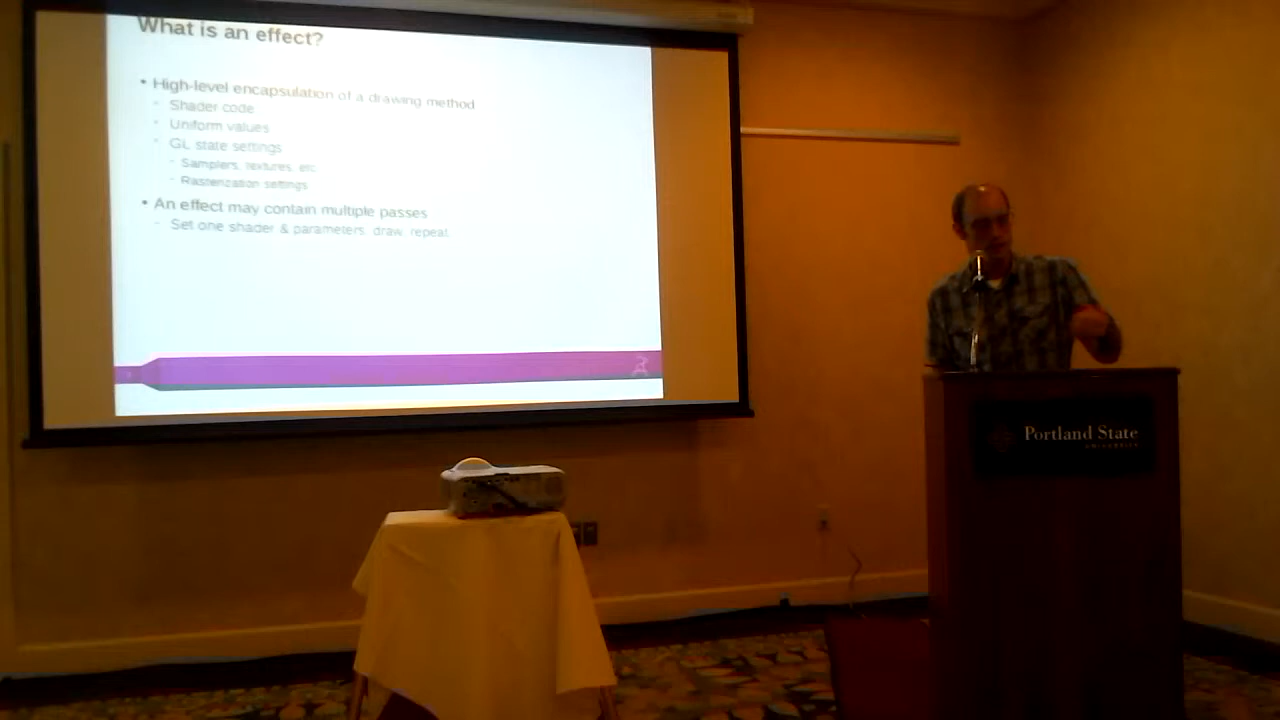 What is an effect?
• High-level encapsulation of a drawing method
- Shader code
- Uniform values
- GL state settings
- Samplers, textures, etc.
- Rasterization settings
• An effect may contain multiple passes
- Set one shader & parameters, draw, repeat.
Portland State
UNIVERSITY